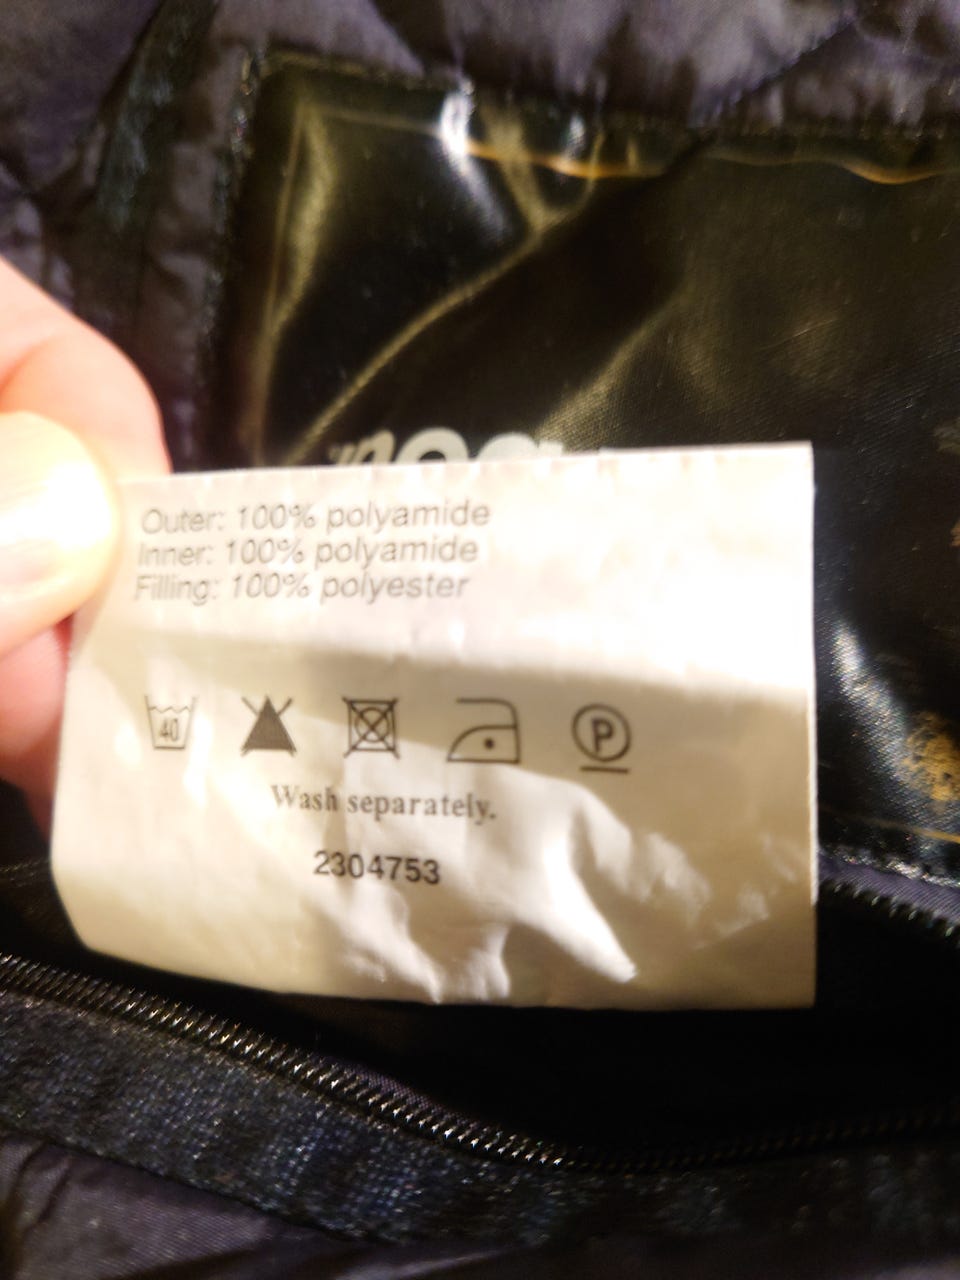 Outer: 100% polyamide
Inner: 100% polyamide
Filling: 100% polyester
40
P
Wash separately.
2304753